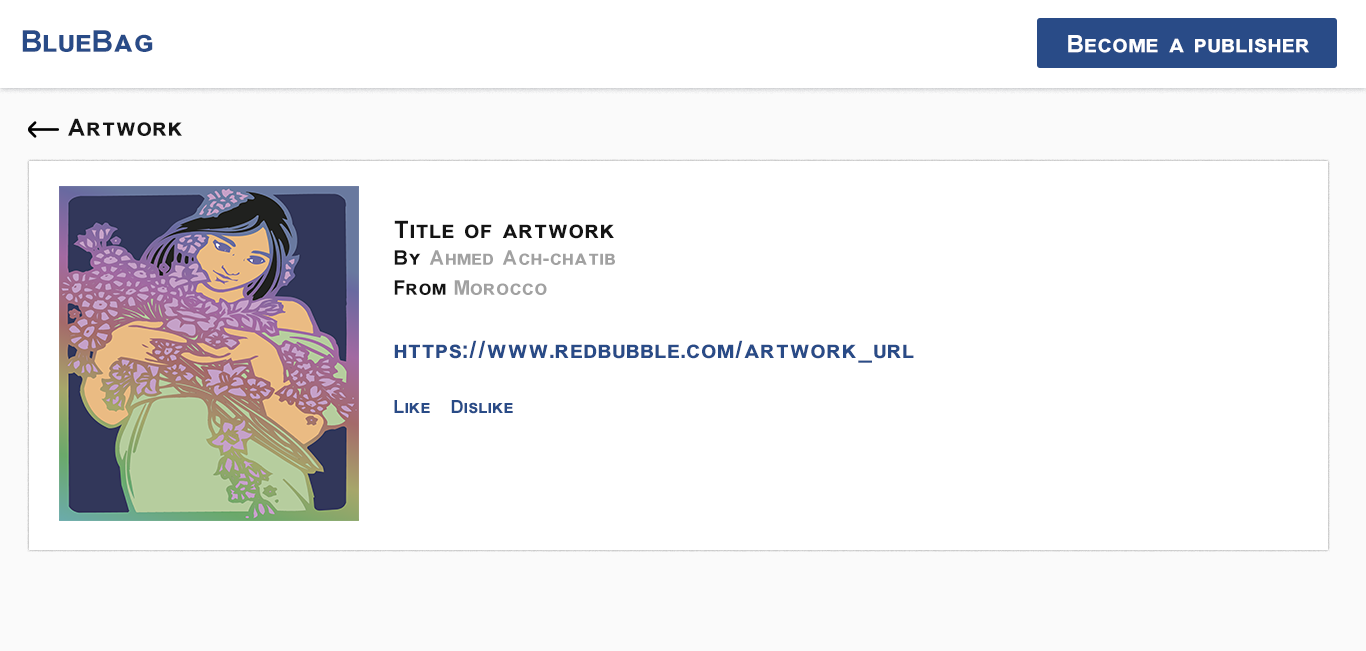 BlueBag
Become a publisher
Artwork
Title of artwork
By Ahmed Ach-chatib
From Morocco
https://www.redbubble.com/artwork_url
Like Dislike